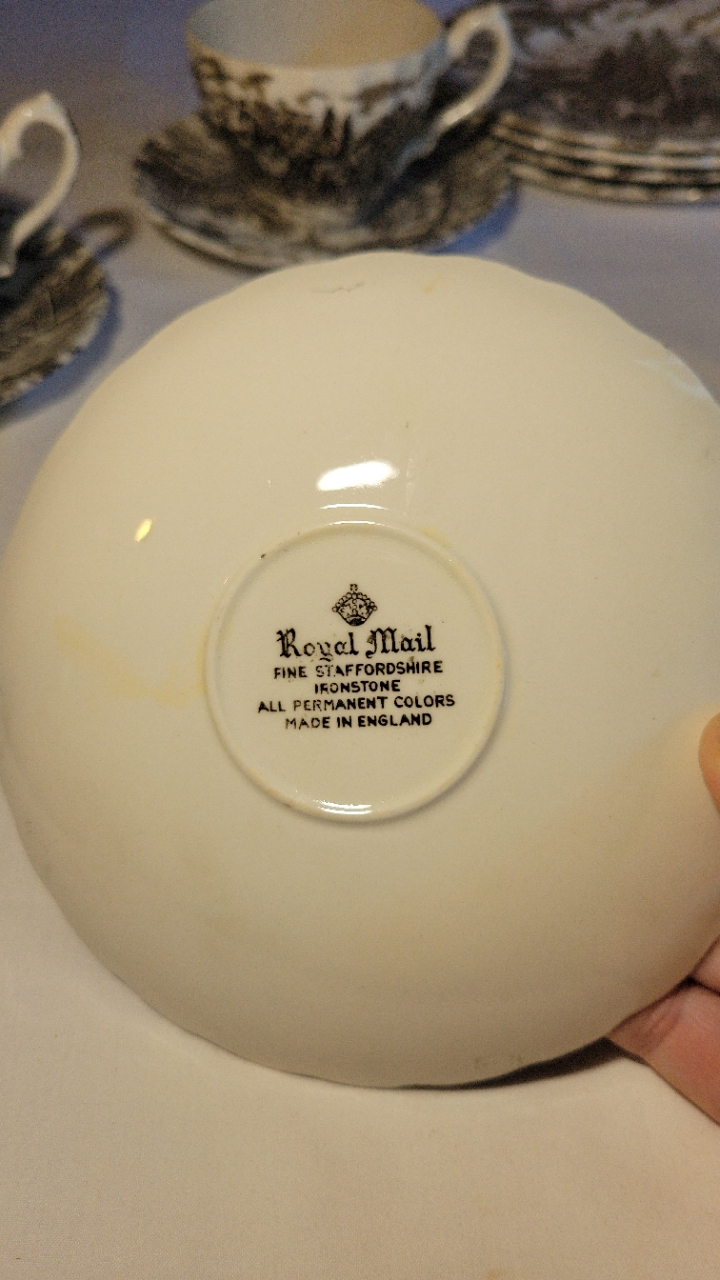 Royal Mail
FINE STAFFORDSHIRE
IRONSTONE
ALL PERMANENT COLORS
MADE IN ENGLAND